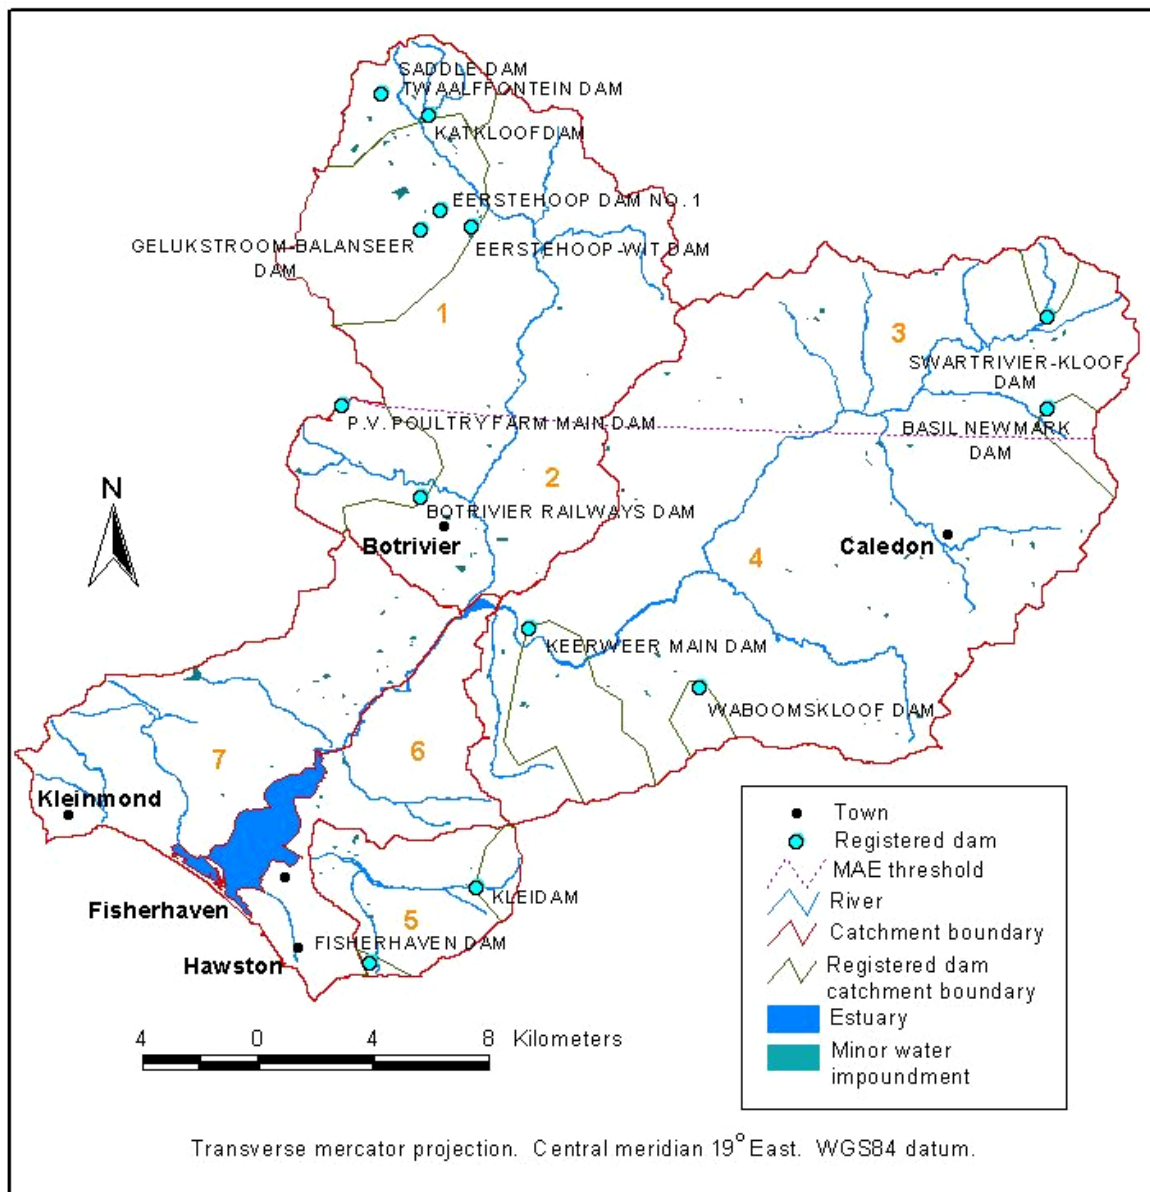 SADDLE DAM
TWAALFFONTEIN DAM
KATKLOOFDAM
EERSTEHOOP DAM NO. 1
GELUKSTROOM-BALANSEER
DAM
EERSTEHOOP-WIT DAM
1
3
SWARTRIVIER-KLOOF
DAM
P.V. POULTRY FARM MAIN DAM
BASIL NEWMARK
DAM
2
N
BOTRIVIER RAILWAYS DAM
Botrivier
Caledon
4
KEERWEER MAIN DAM
WABOOMSKLOOF DAM
7
6
Kleinmond
KLEIDAM
Fisherhaven
5
FISHERHAVEN DAM
Hawston
Town
Registered dam
MAE threshold
River
Catchment boundary
Registered dam
catchment boundary
Estuary
Minor water
impoundment
4 0 4 8 Kilometers
Transverse mercator projection. Central meridian 19° East. WGS84 datum.